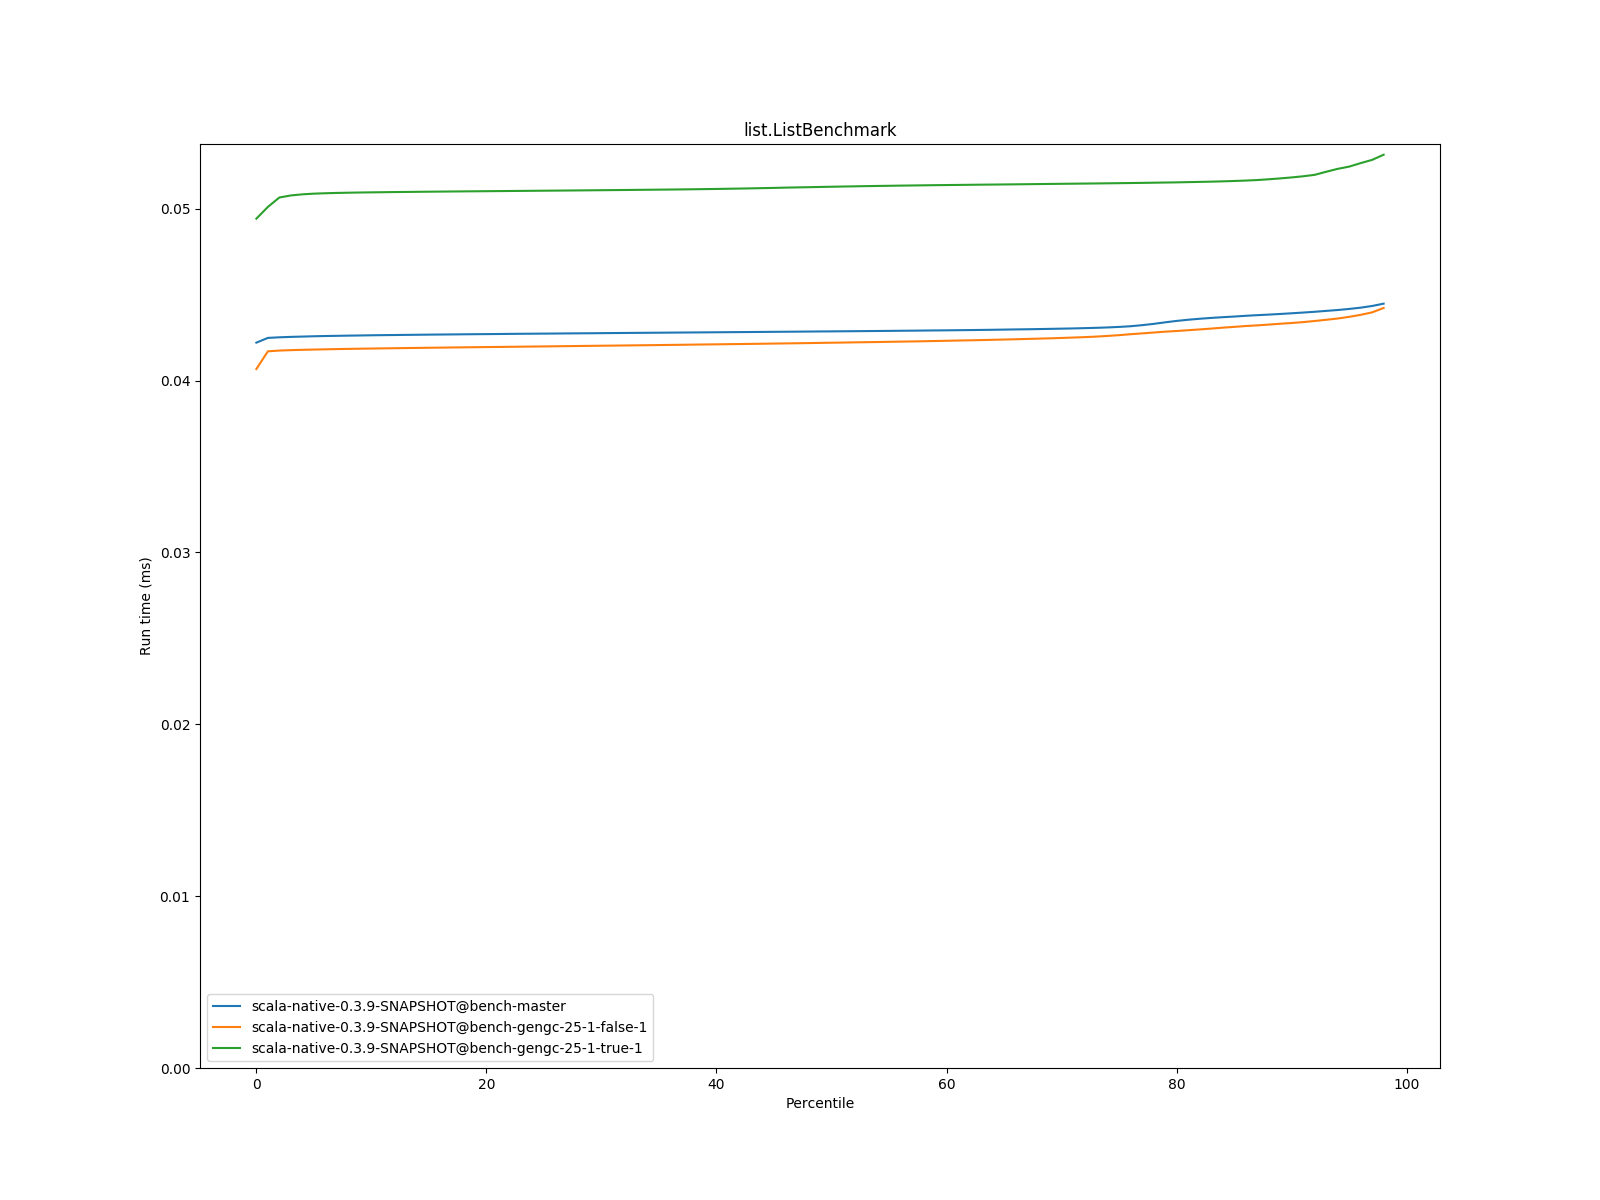 list.ListBenchmark
0.05
0.04
0.03
0.02
0.01
0.00
Run time (ms)
scala-native-0.3.9-SNAPSHOT@bench-master
scala-native-0.3.9-SNAPSHOT@bench-gengc-25-1-false-1
scala-native-0.3.9-SNAPSHOT@bench-gengc-25-1-true-1
0 20 40 60 80 100
Percentile